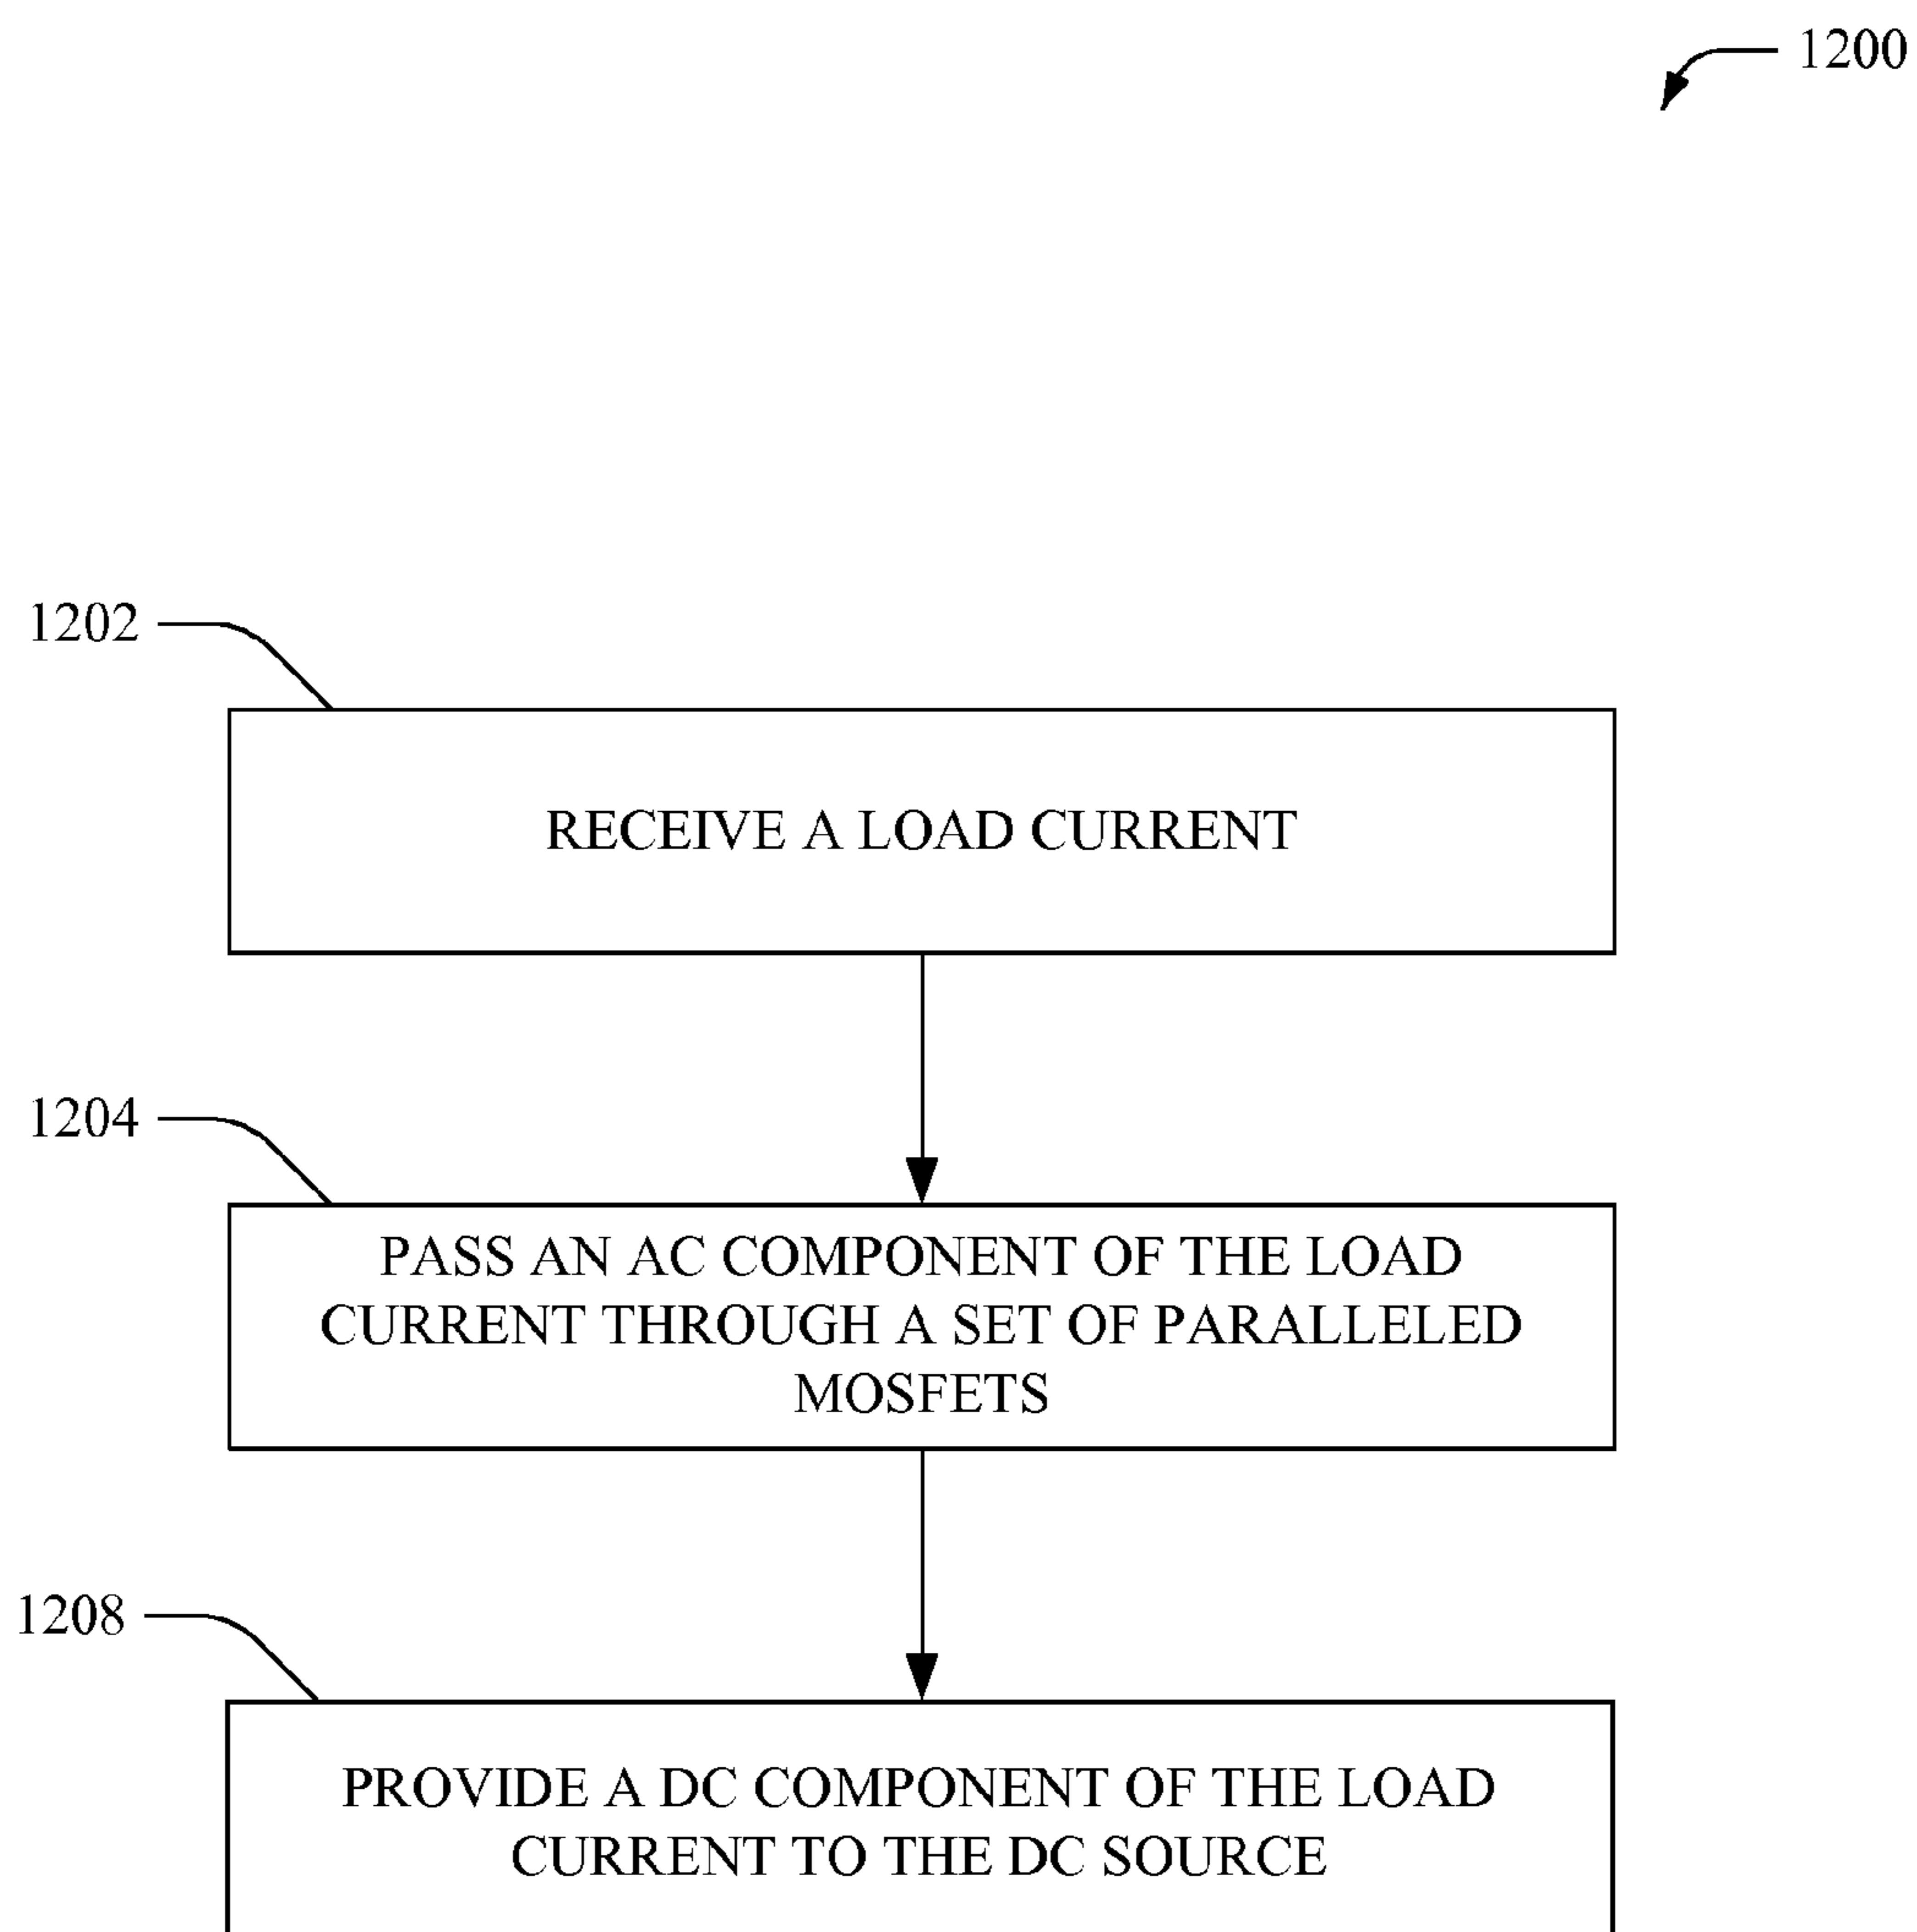 1200
1202
RECEIVE A LOAD CURRENT
1204
PASS AN AC COMPONENT OF THE LOAD
CURRENT THROUGH A SET OF PARALLELED
MOSFETS
1208
PROVIDE A DC COMPONENT OF THE LOAD
CURRENT TO THE DC SOURCE